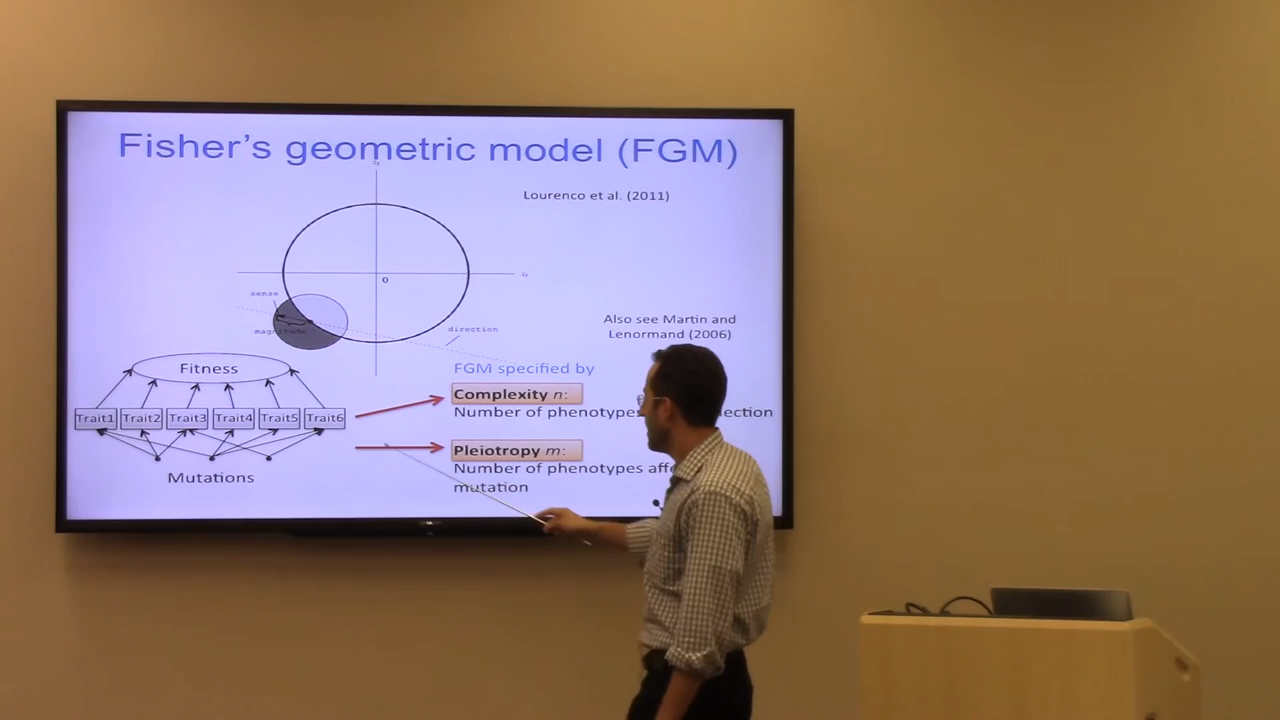 Fisher's geometric model (FGM)
Lourenco et al. (2011)
0
sense
magnitude
direction
Also see Martin and
Lenormand (2006)
Fitness
FGM specified by
Complexity n:
Number of phenotypes
Trait1 Trait2 Trait3 Trait4 Trait5 Trait6
Pleiotropy m:
Number of phenotypes
mutation
Mutations